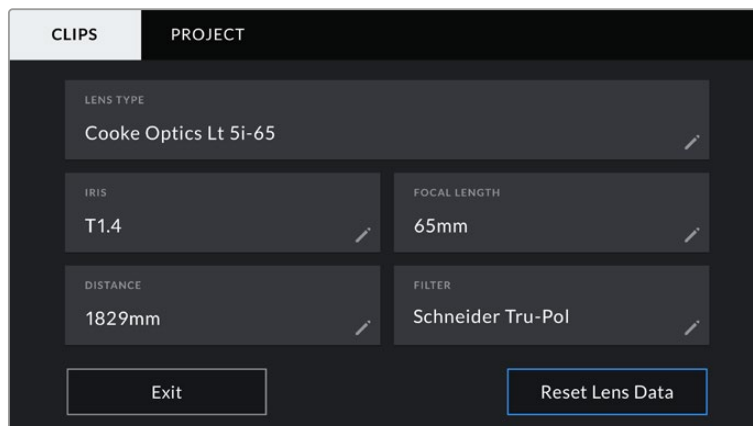 CLIPS PROJECT
LENS TYPE
Cooke Optics Lt 5i-65
IRIS
T1.4
FOCAL LENGTH
65mm
DISTANCE
1829mm
FILTER
Schneider Tru-Pol
Exit
Reset Lens Data